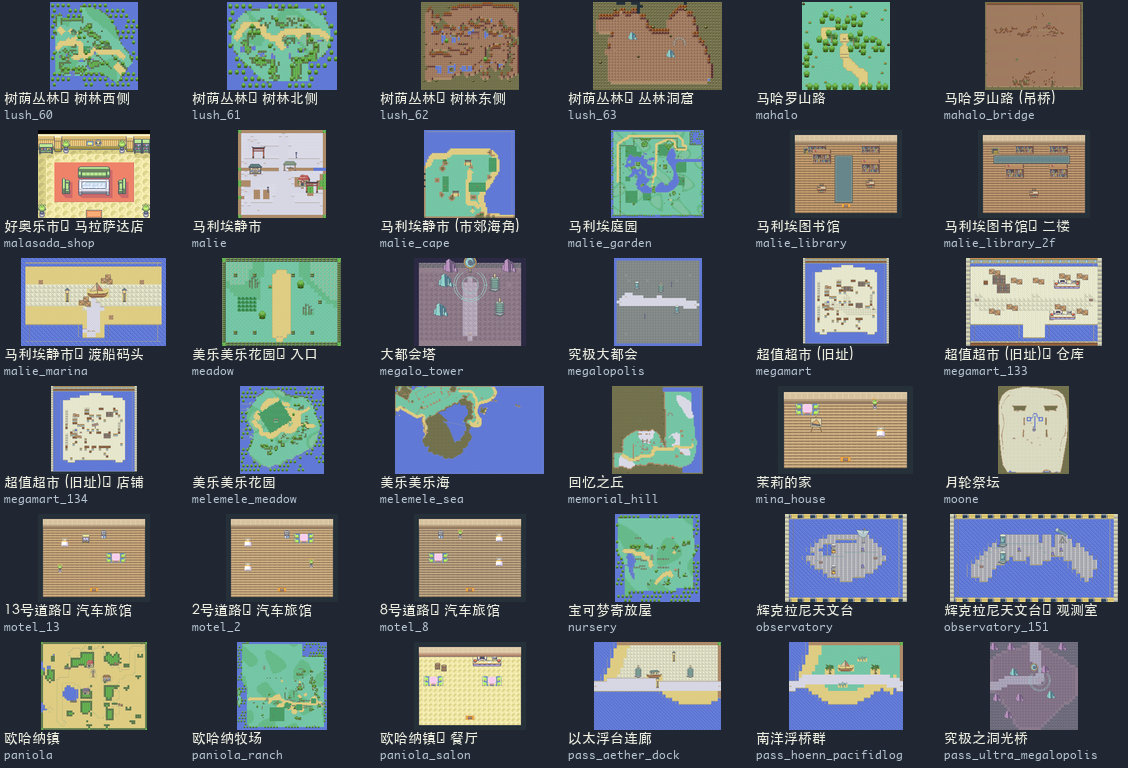 树荫丛林 树林西侧
lush_60
树荫丛林 树林北侧
lush_61
树荫丛林 树林东侧
lush_62
树荫丛林 丛林洞窟
lush_63
马哈罗山路
mahalo
马哈罗山路 (吊桥)
mahalo_bridge
好奥乐市 马拉萨达店
malasada_shop
马利埃静市
malie
马利埃静市 (市郊海角)
malie_cape
马利埃庭园
malie_garden
马利埃图书馆
malie_library
马利埃图书馆 二楼
malie_library_2f
马利埃静市 渡船码头
malie_marina
美乐美乐花园 入口
meadow
大都会塔
megalo_tower
究极大都会
megalopolis
超值超市 (旧址)
megamart
超值超市 (旧址) 仓库
megamart_133
超值超市 (旧址) 店铺
megamart_134
美乐美乐花园
melemele_meadow
美乐美乐海
melemele_sea
回忆之丘
memorial_hill
茉莉的家
mina_house
月轮祭坛
moone
13号道路 汽车旅馆
motel_13
2号道路 汽车旅馆
motel_2
8号道路 汽车旅馆
motel_8
宝可梦寄放屋
nursery
辉克拉尼天文台
observatory
辉克拉尼天文台 观测室
observatory_151
欧哈纳镇
paniola
欧哈纳牧场
paniola_ranch
欧哈纳镇 餐厅
paniola_salon
以太浮台连廊
pass_aether_dock
南洋浮桥群
pass_hoenn_pacifidlog
究极之洞光桥
pass_ultra_megalopolis